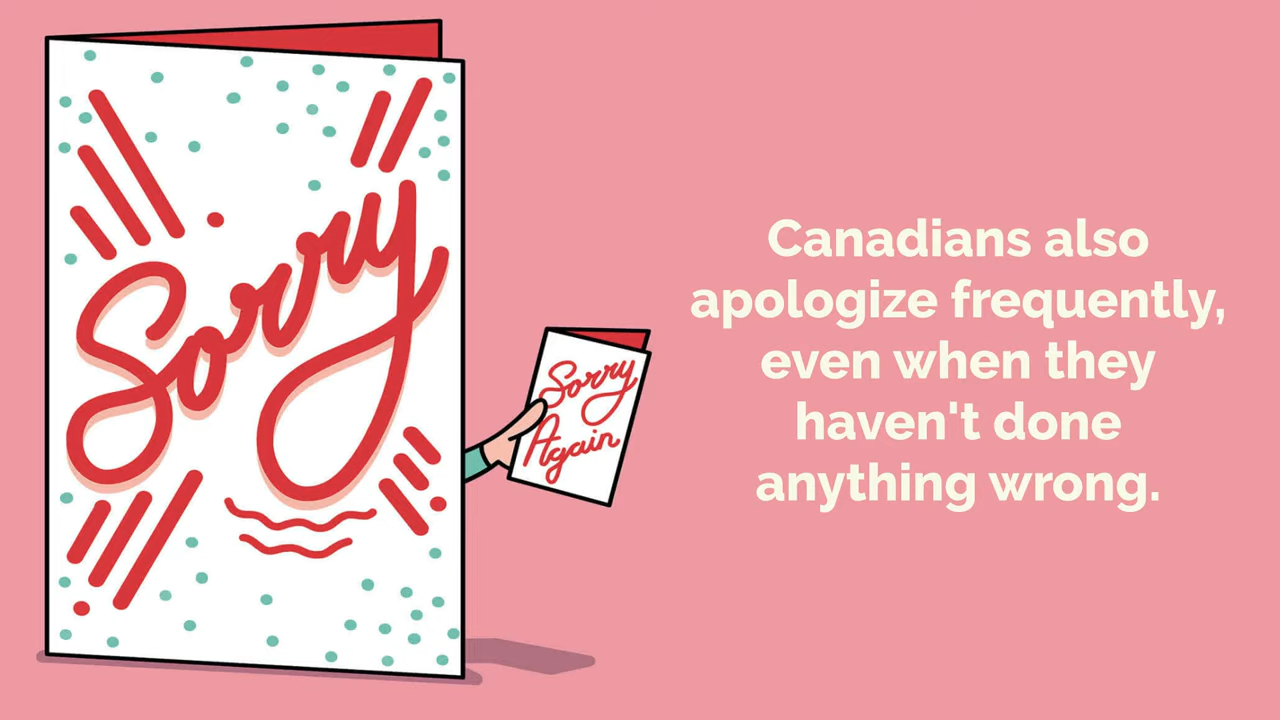 Sorry
Sorry
Again
Canadians also
apologize frequently,
even when they
haven't done
anything wrong.